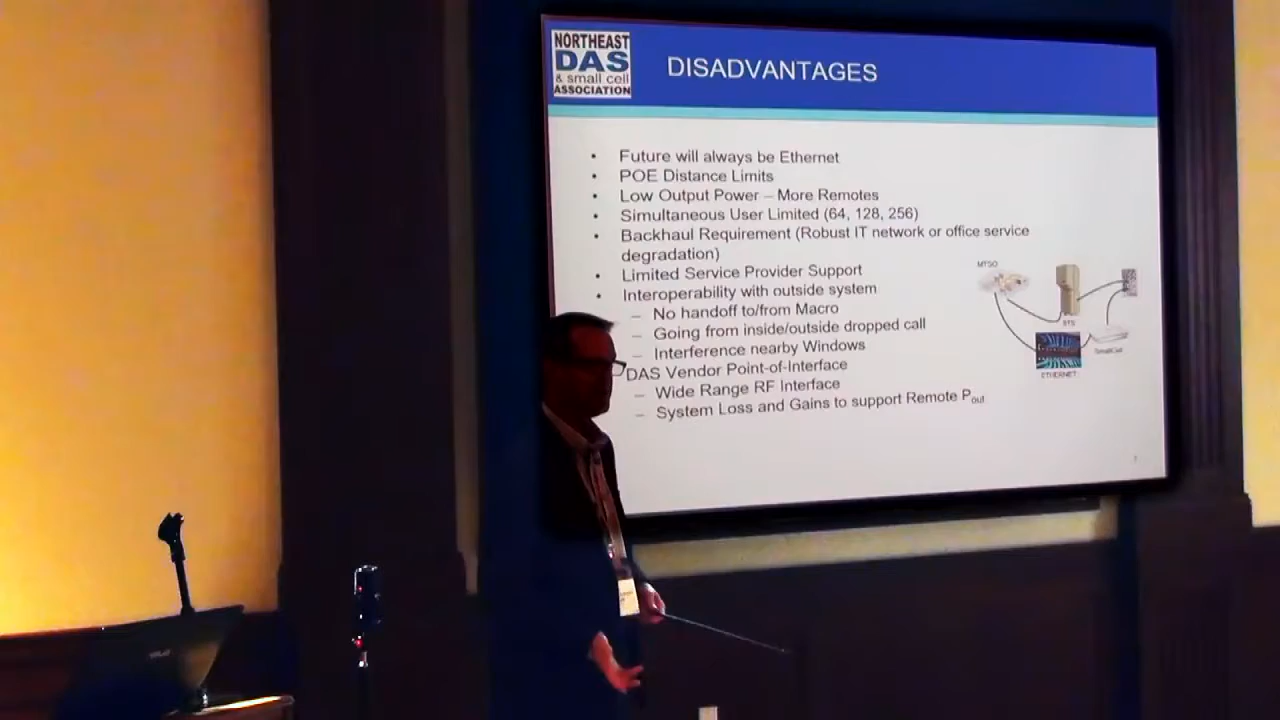 NORTHEAST
DAS
& small cell
ASSOCIATION
DISADVANTAGES
• Future will always be Ethernet
• POE Distance Limits
• Low Output Power – More Remotes
• Simultaneous User Limited (64, 128, 256)
• Backhaul Requirement (Robust IT network or office service
degradation)
• Limited Service Provider Support
• Interoperability with outside system
– No handoff to/from Macro
– Going from inside/outside dropped call
– Interference nearby Windows
DAS Vendor Point-of-Interface
– Wide Range RF Interface
– System Loss and Gains to support Remote Pout
MTSO
BTS
ETHERNET